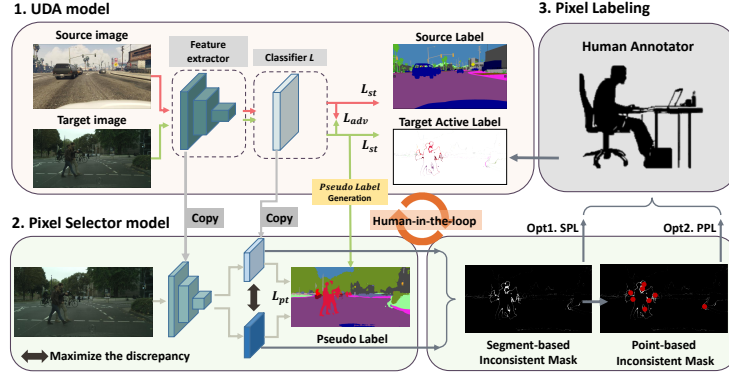 1. UDA model
Source image
Feature
extractor
Classifier L
Source Label
L_st
L_adv
L_st
Target image
Target Active Label
Pseudo Label
Generation
3. Pixel Labeling
Human Annotator
Copy
Copy
Human-in-the-loop
Opt1. SPL
Opt2. PPL
2. Pixel Selector model
L_pt
Pseudo Label
Maximize the discrepancy
Segment-based
Inconsistent Mask
Point-based
Inconsistent Mask